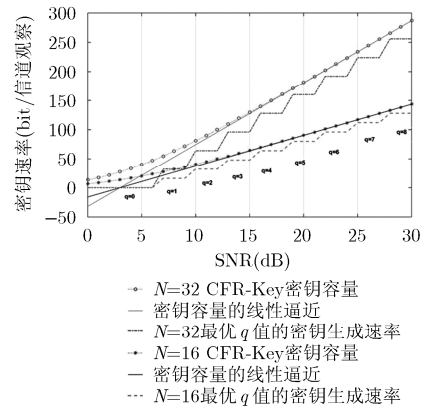 300
250
200
150
100
50
0
−50
密钥速率(bit/信道观察)
q=0
q=1
q=2
q=3
q=4
q=5
q=6
q=7
q=8
0
5
10
15
20
25
30
SNR(dB)
N=32 CFR-Key密钥容量
密钥容量的线性逼近
N=32最优q值的密钥生成速率
N=16 CFR-Key密钥容量
密钥容量的线性逼近
N=16最优q值的密钥生成速率